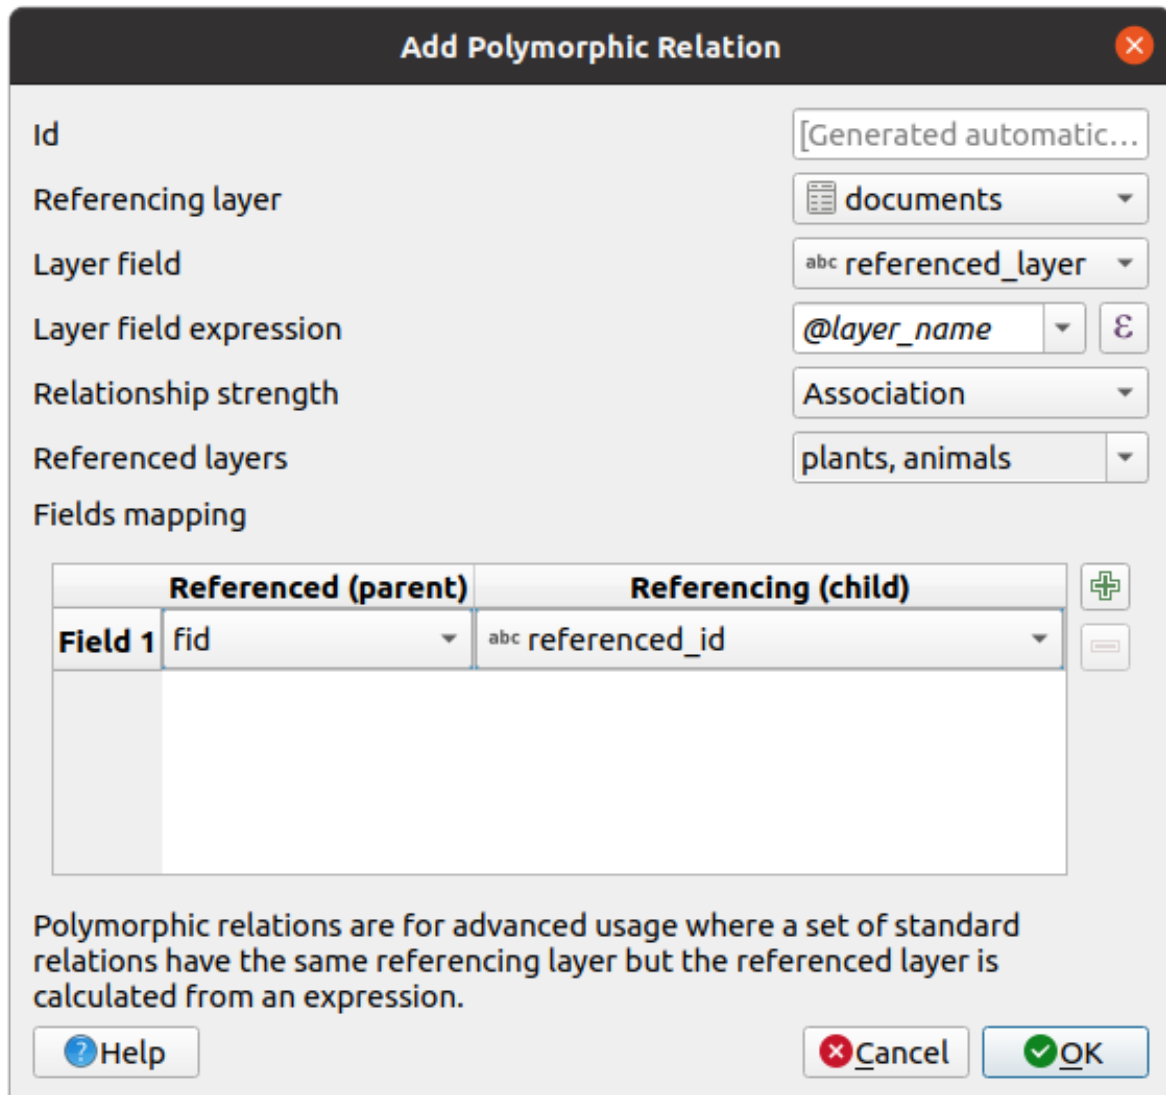 Add Polymorphic Relation
Id [Generated automatic...
Referencing layer documents
Layer field abc referenced_layer
Layer field expression @layer_name ε
Relationship strength Association
Referenced layers plants, animals
Fields mapping
Referenced (parent) Referencing (child)
Field 1 fid abc referenced_id
Polymorphic relations are for advanced usage where a set of standard
relations have the same referencing layer but the referenced layer is
calculated from an expression.
?Help Cancel OK